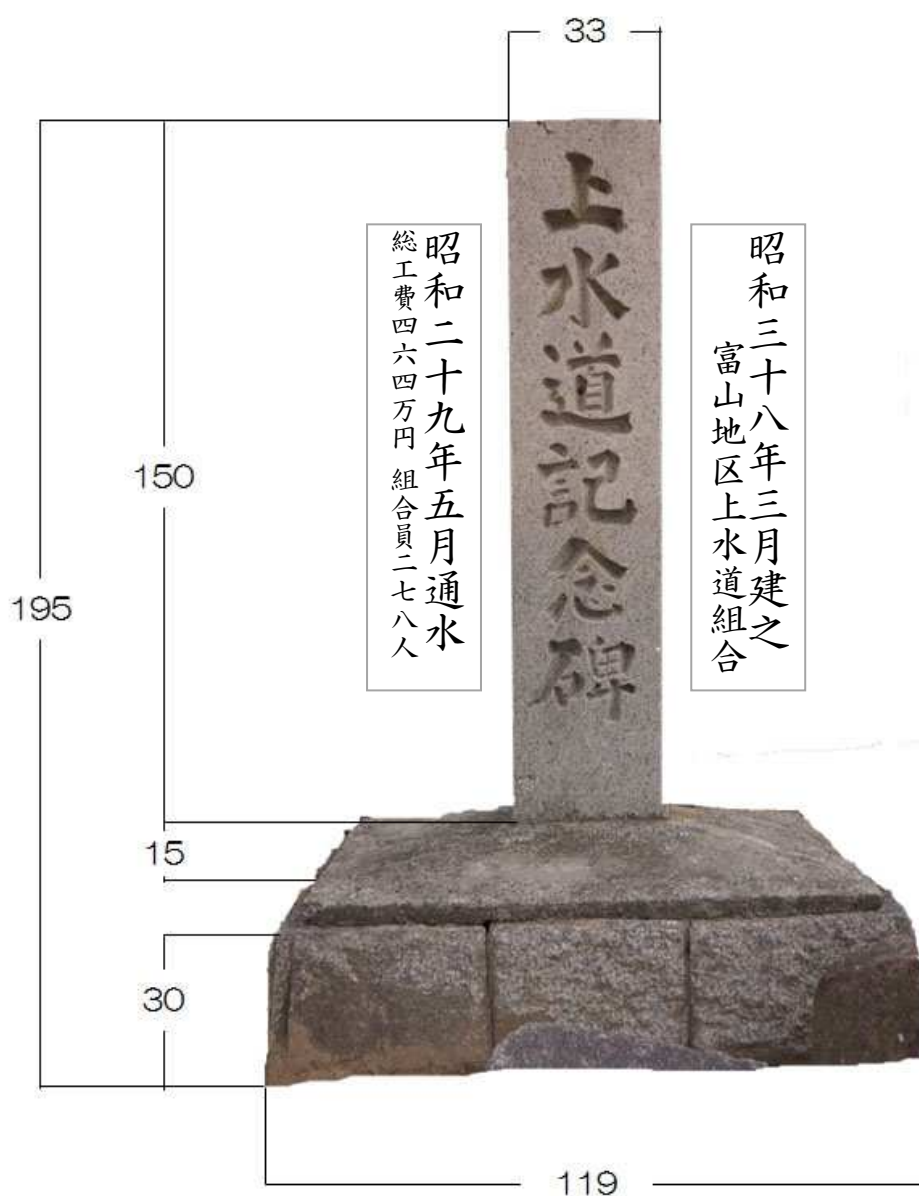 33
上水道記念碑
昭和三十八年三月建之
富山地区上水道組合
昭和二十九年五月通水
総工費四六四万円 組合員二七八人
150
195
15
30
119